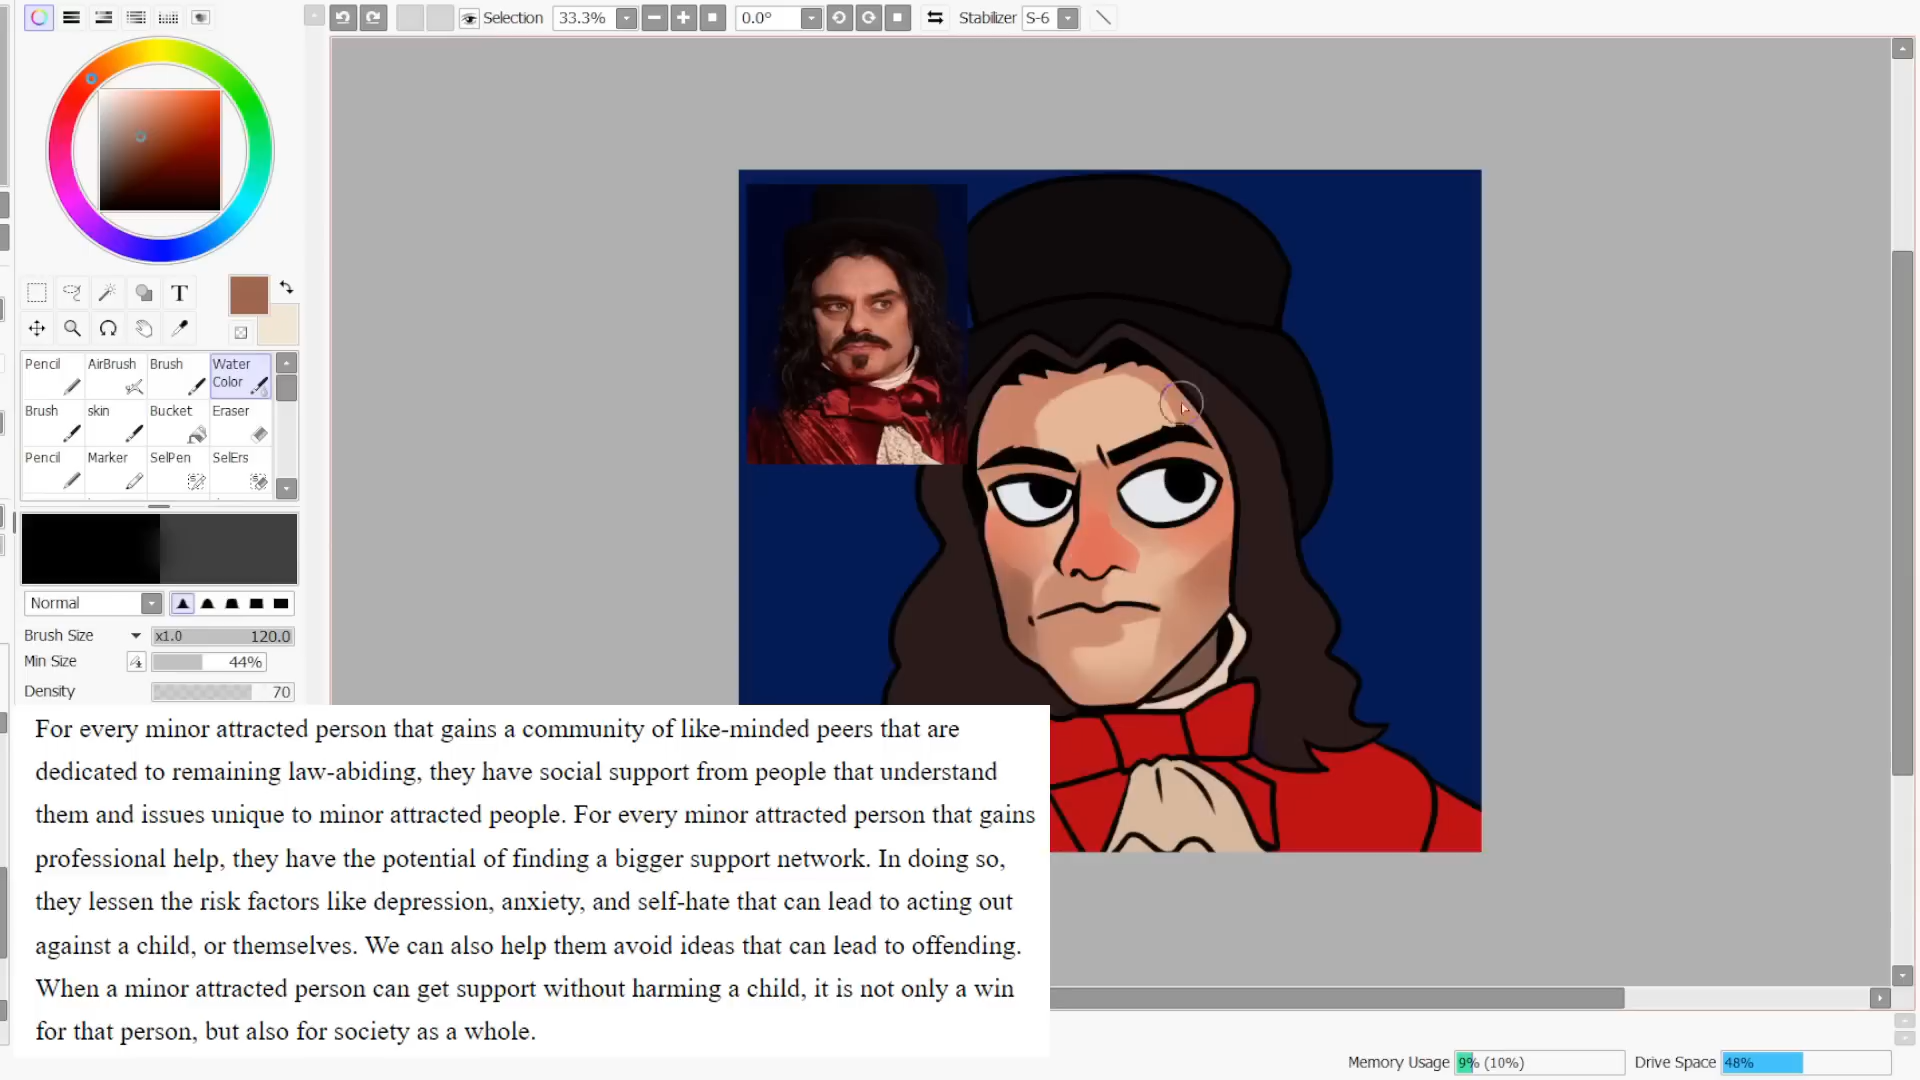 Selection 33.3% 0.0° Stabilizer S-6
T
Pencil AirBrush Brush Water Color
Brush skin Bucket Eraser
Pencil Marker SelPen SelErs
Normal
Brush Size x1.0 120.0
Min Size 44%
Density 70
For every minor attracted person that gains a community of like-minded peers that are
dedicated to remaining law-abiding, they have social support from people that understand
them and issues unique to minor attracted people. For every minor attracted person that gains
professional help, they have the potential of finding a bigger support network. In doing so,
they lessen the risk factors like depression, anxiety, and self-hate that can lead to acting out
against a child, or themselves. We can also help them avoid ideas that can lead to offending.
When a minor attracted person can get support without harming a child, it is not only a win
for that person, but also for society as a whole.
Memory Usage 9% (10%) Drive Space 48%